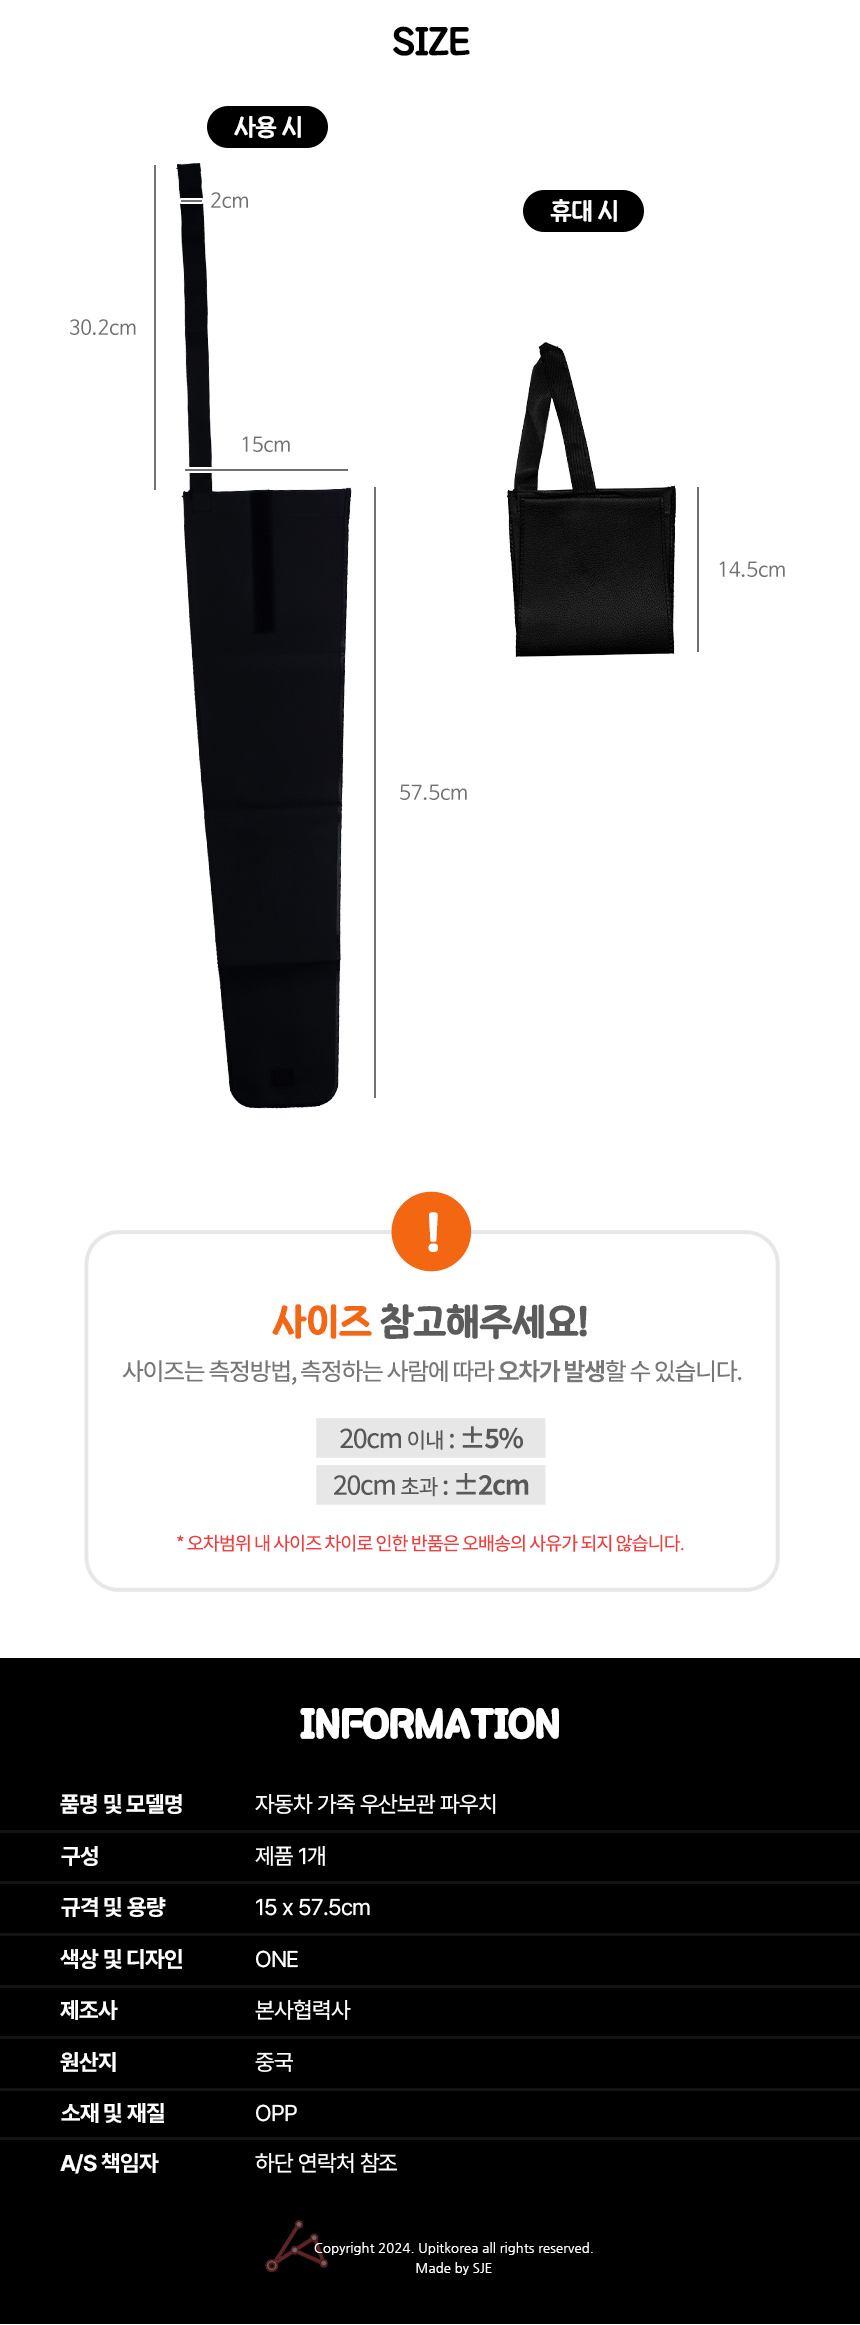 SIZE
사용 시
2cm
휴대 시
30.2cm
15cm
14.5cm
57.5cm
!
사이즈 참고해주세요!
사이즈는 측정방법, 측정하는 사람에 따라 오차가 발생할 수 있습니다.
20cm 이내 : ±5%
20cm 초과 : ±2cm
* 오차범위 내 사이즈 차이로 인한 반품은 오배송의 사유가 되지 않습니다.
INFORMATION
품명 및 모델명 자동차 가죽 우산보관 파우치
구성 제품 1개
규격 및 용량 15 x 57.5cm
색상 및 디자인 ONE
제조사 본사협력사
원산지 중국
소재 및 재질 OPP
A/S 책임자 하단 연락처 참조
Copyright 2024. Upitkorea all rights reserved.
Made by SJE